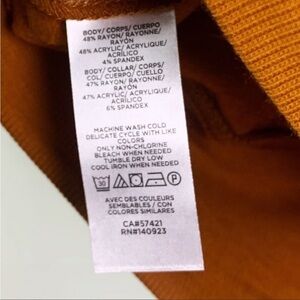 BODY/ CORPS/ CUERPO
48% RAYON/ RAYONNE/
RAYÓN
48% ACRYLIC/ ACRYLIQUE/
ACRÍLICO
4% SPANDEX
BODY/ COLLAR/ CORPS/
COL/ CUERPO/ CUELLO
47% RAYON/ RAYONNE/
RAYÓN
47% ACRYLIC/ ACRYLIQUE/
ACRÍLICO
6% SPANDEX
MACHINE WASH COLD
DELICATE CYCLE WITH LIKE
COLORS
ONLY NON-CHLORINE
BLEACH WHEN NEEDED
TUMBLE DRY LOW
COOL IRON WHEN NEEDED
30 P
AVEC DES COULEURS
SEMBLABLES / CON
COLORES SIMILARES
CA#57421
RN#140923